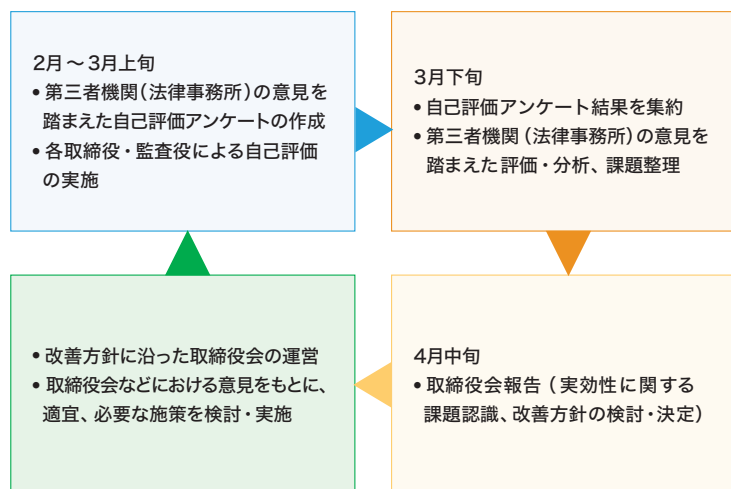 2月～3月上旬
• 第三者機関（法律事務所）の意見を
踏まえた自己評価アンケートの作成
• 各取締役・監査役による自己評価
の実施
3月下旬
• 自己評価アンケート結果を集約
• 第三者機関（法律事務所）の意見を
踏まえた評価・分析、課題整理
4月中旬
• 取締役会報告（実効性に関する
課題認識、改善方針の検討・決定）
• 改善方針に沿った取締役会の運営
• 取締役会などにおける意見をもとに、
適宜、必要な施策を検討・実施